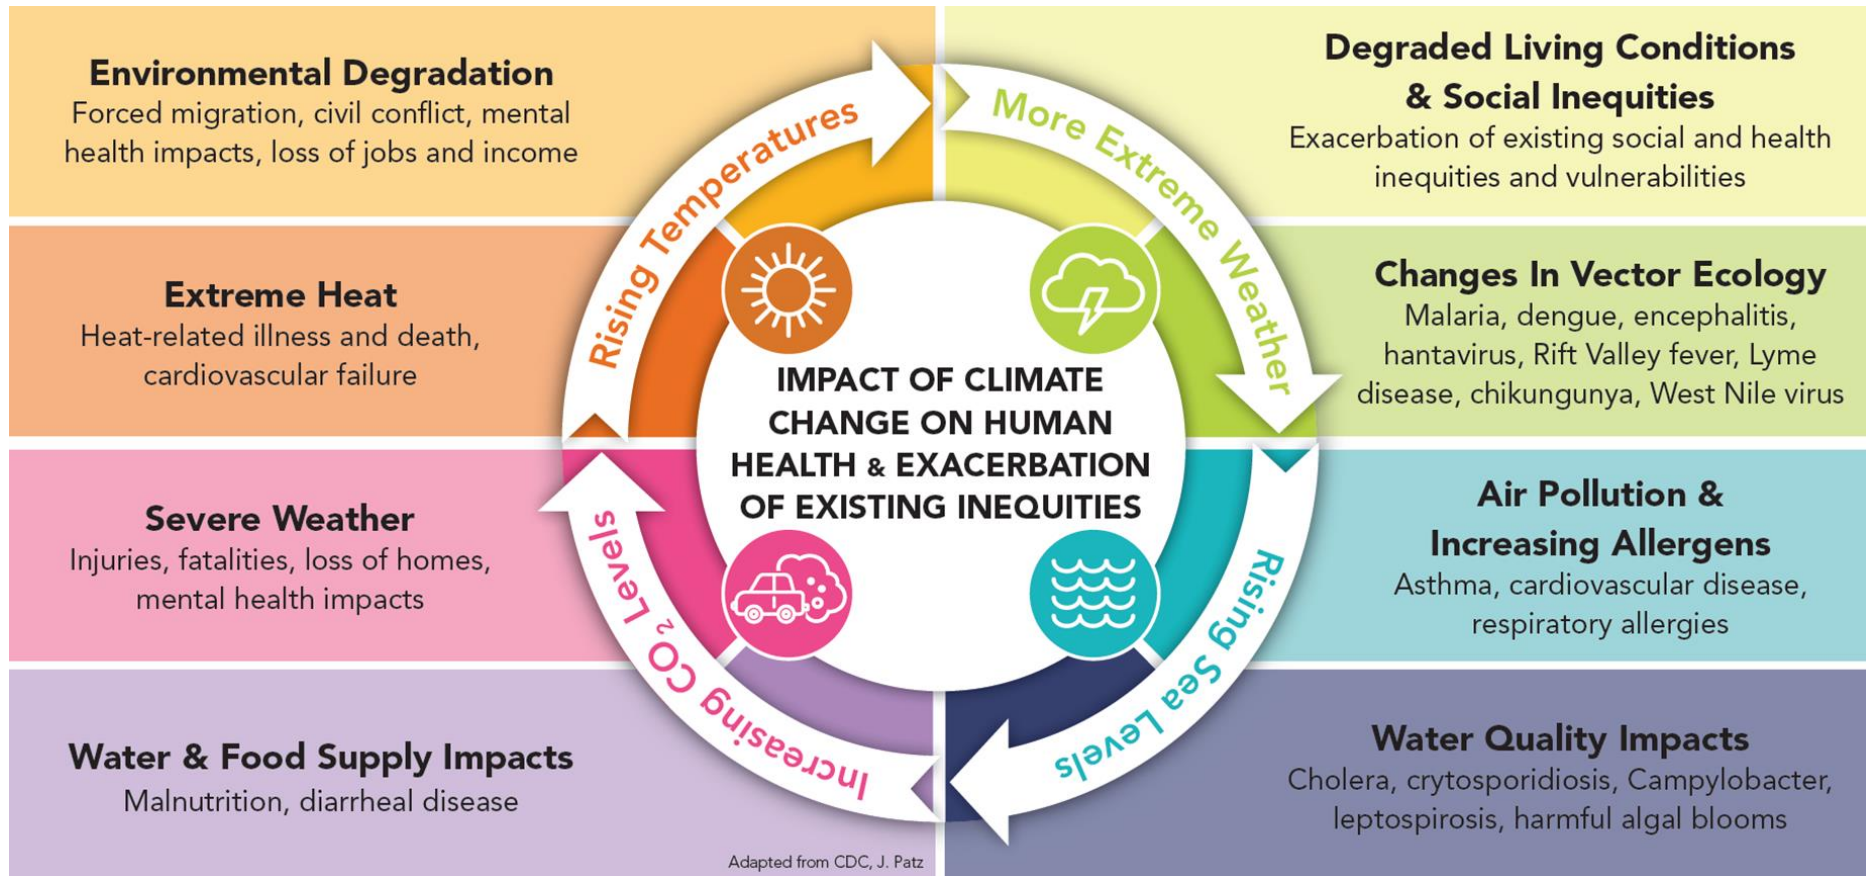 Environmental Degradation
Forced migration, civil conflict, mental
health impacts, loss of jobs and income
Extreme Heat
Heat-related illness and death,
cardiovascular failure
Severe Weather
Injuries, fatalities, loss of homes,
mental health impacts
Water & Food Supply Impacts
Malnutrition, diarrheal disease
Rising Temperatures
More Extreme Weather
Rising Sea Levels
Increasing CO₂ Levels
IMPACT OF CLIMATE
CHANGE ON HUMAN
HEALTH & EXACERBATION
OF EXISTING INEQUITIES
Degraded Living Conditions
& Social Inequities
Exacerbation of existing social and health
inequities and vulnerabilities
Changes In Vector Ecology
Malaria, dengue, encephalitis,
hantavirus, Rift Valley fever, Lyme
disease, chikungunya, West Nile virus
Air Pollution &
Increasing Allergens
Asthma, cardiovascular disease,
respiratory allergies
Water Quality Impacts
Cholera, crytosporidiosis, Campylobacter,
leptospirosis, harmful algal blooms
Adapted from CDC, J. Patz